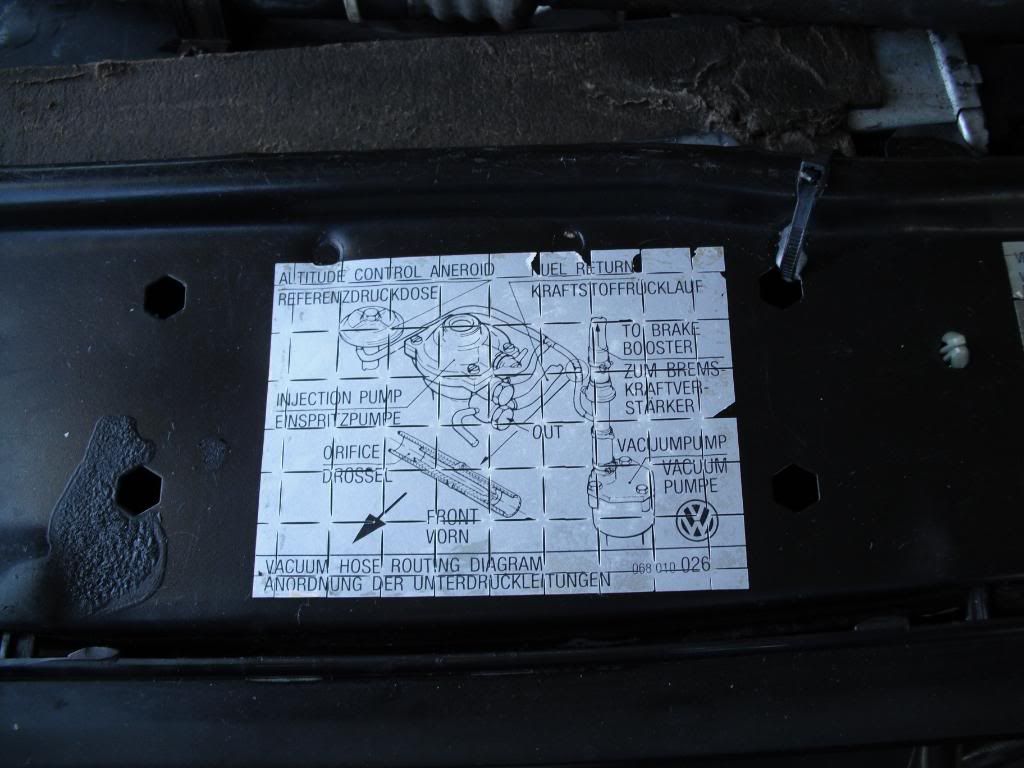 ALTITUDE CONTROL ANEROID
REFERENZDRUCKDOSE
FUEL RETURN
KRAFTSTOFFRÜCKLAUF
TO BRAKE
BOOSTER
ZUM BREMS-
KRAFTVER-
STÄRKER
INJECTION PUMP
EINSPRITZPUMPE
OUT
ORIFICE
DROSSEL
VACUUMPUMP
VACUUM
PUMPE
FRONT
VORN
VACUUM HOSE ROUTING DIAGRAM
ANORDNUNG DER UNTERDRUCKLEITUNGEN
068 010 026